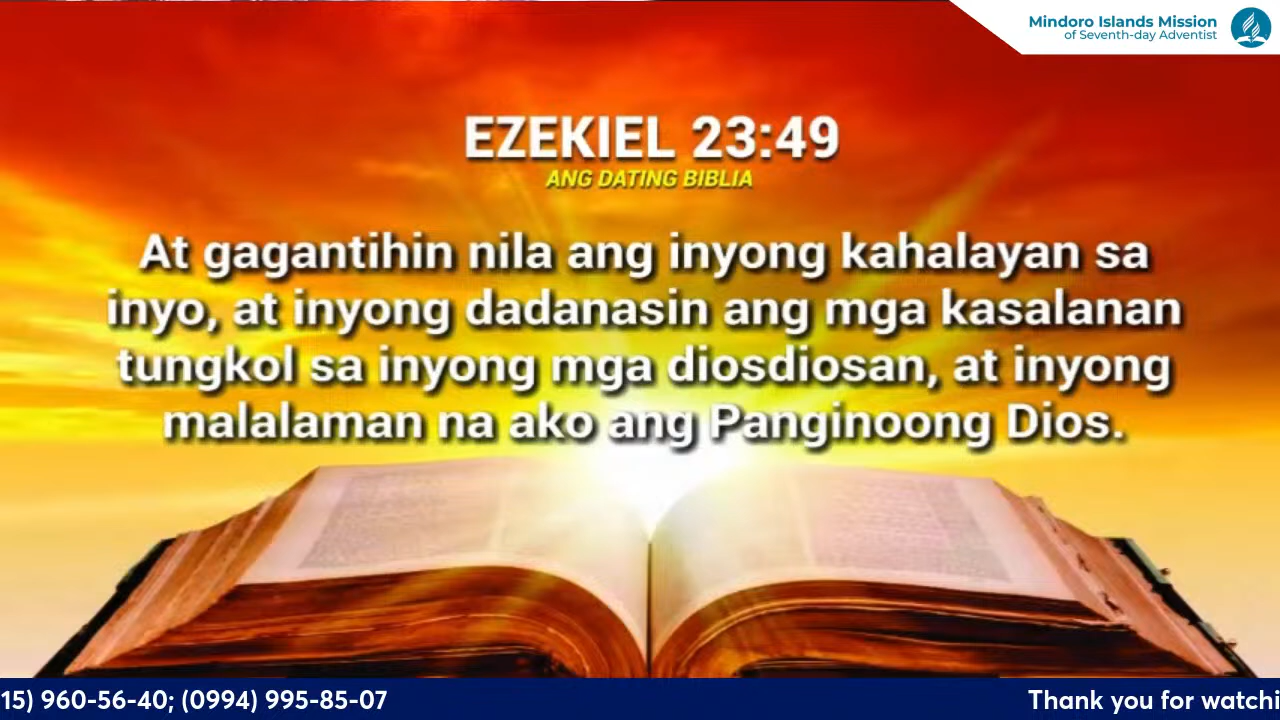 Mindoro Islands Mission
of Seventh-day Adventist
EZEKIEL 23:49
ANG DATING BIBLIA
At gagantihin nila ang inyong kahalayan sa
inyo, at inyong dadanasin ang mga kasalanan
tungkol sa inyong mga diosdiosan, at inyong
malalaman na ako ang Panginoong Dios.
15) 960-56-40; (0994) 995-85-07
Thank you for watchi